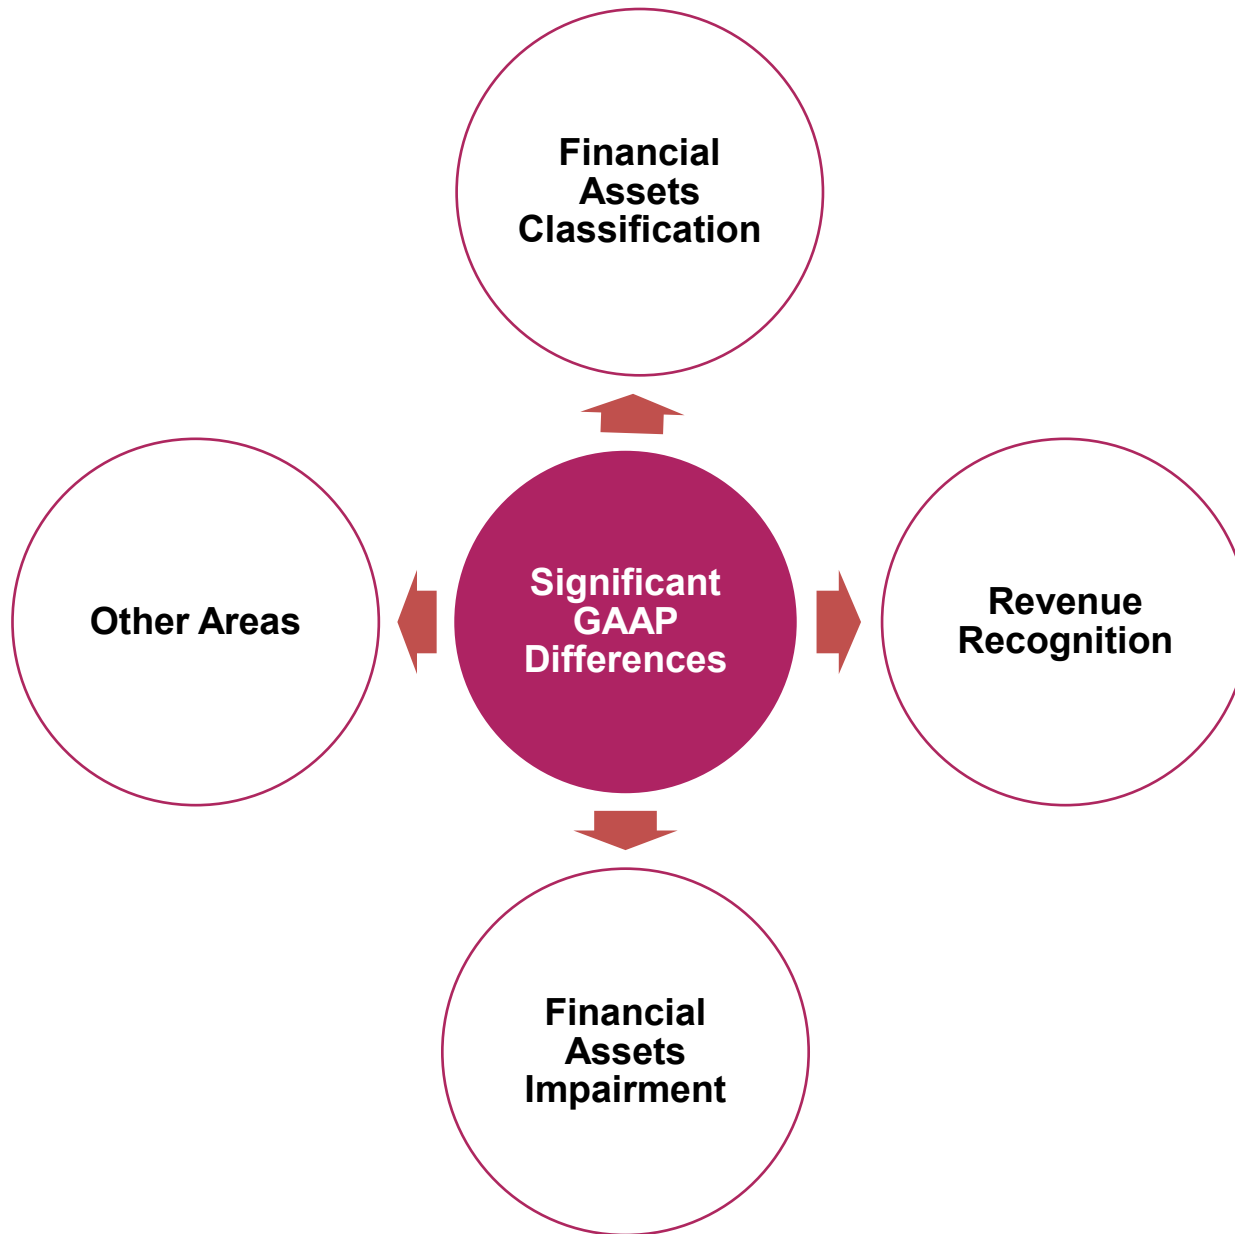 Financial
Assets
Classification
Other Areas
Significant
GAAP
Differences
Revenue
Recognition
Financial
Assets
Impairment